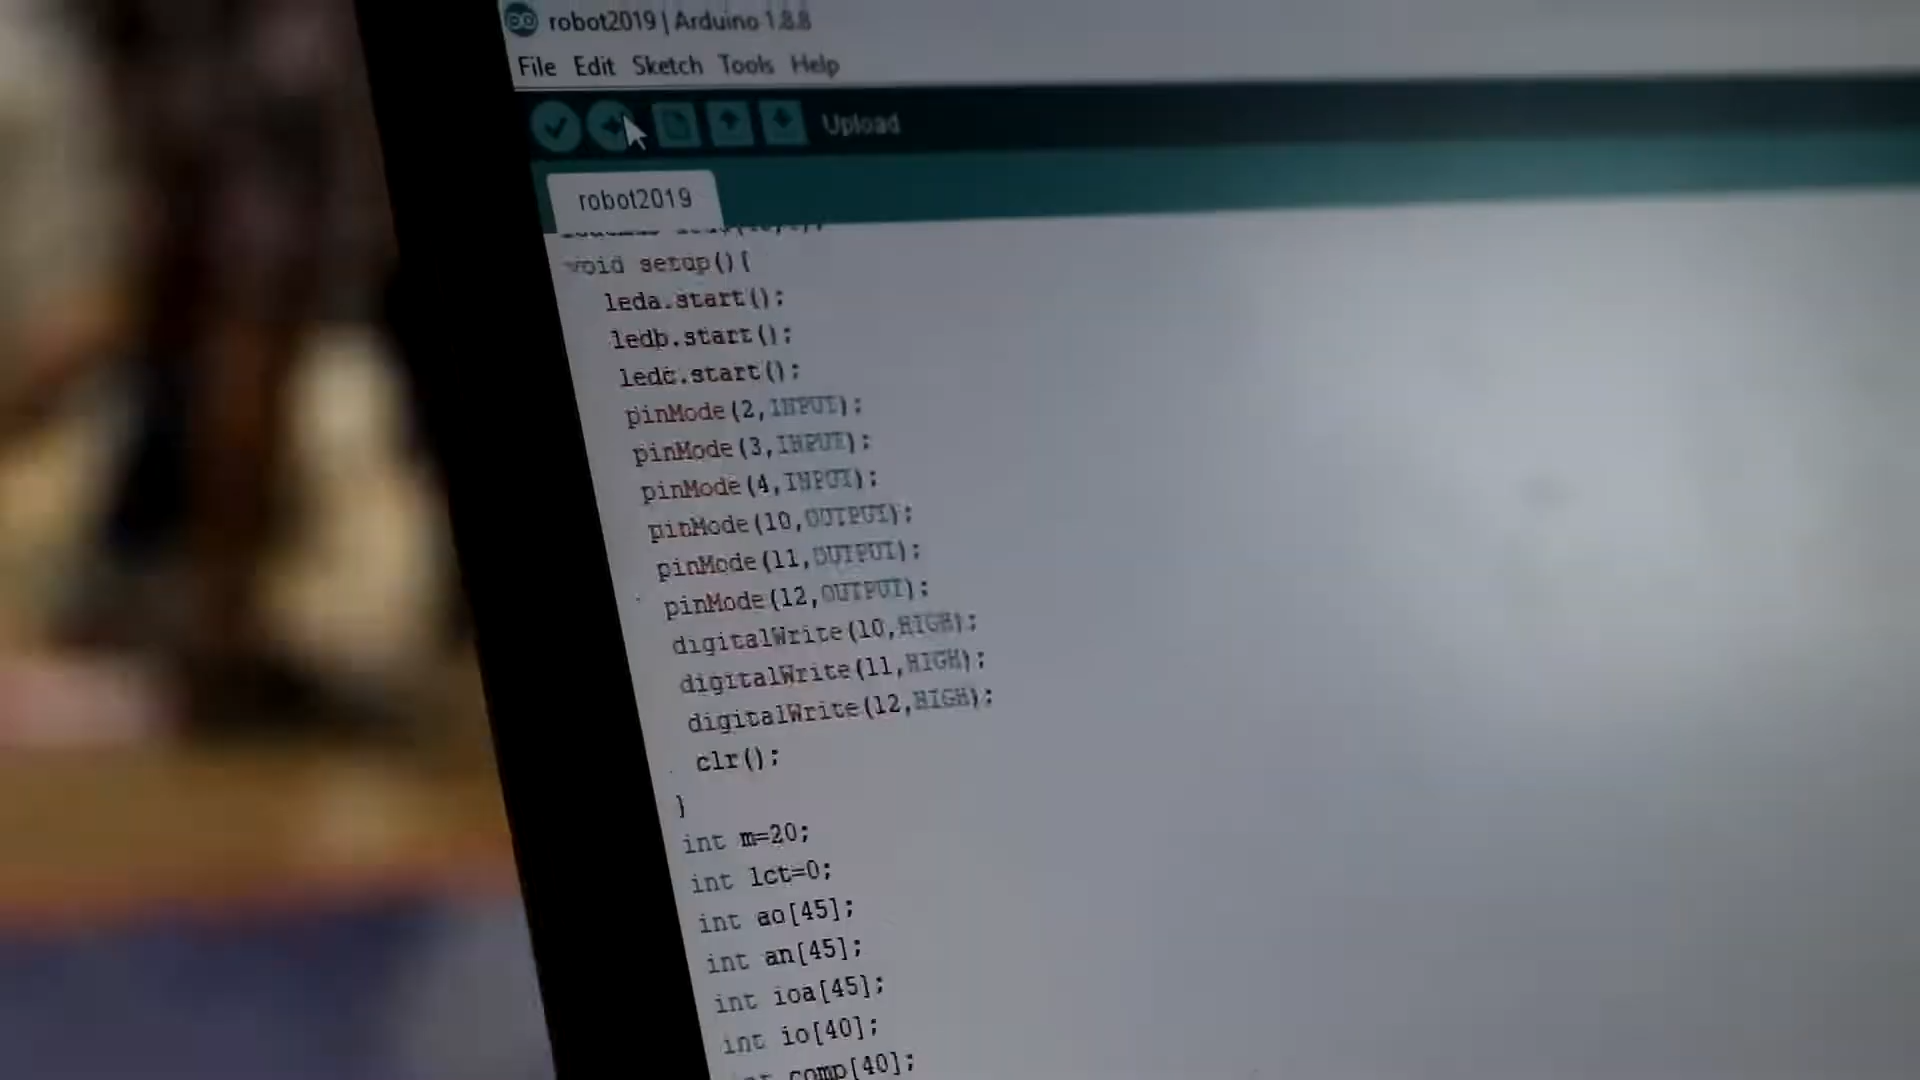 robot2019 | Arduino 1.8.8
File Edit Sketch Tools Help
Upload
robot2019
void setup(){
leda.start();
ledb.start();
ledc.start();
pinMode(2,INPUT);
pinMode(3,INPUT);
pinMode(4,INPUT);
pinMode(10,OUTPUT);
pinMode(11,OUTPUT);
pinMode(12,OUTPUT);
digitalWrite(10,HIGH);
digitalWrite(11,HIGH);
digitalWrite(12,HIGH);
clr();
}
int m=20;
int lct=0;
int ao[45];
int an[45];
int ioa[45];
int io[40];
comp[40];